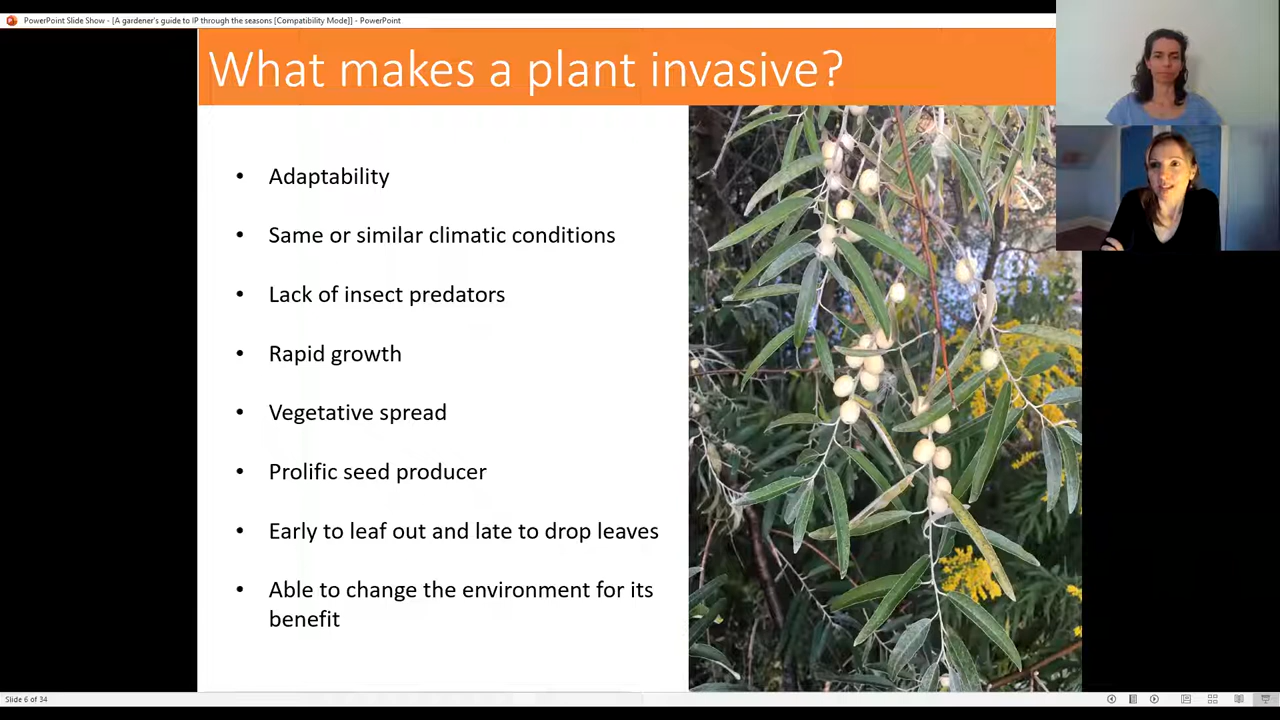 PowerPoint Slide Show - [A gardener's guide to IP through the seasons [Compatibility Mode]] - PowerPoint
What makes a plant invasive?
• Adaptability
• Same or similar climatic conditions
• Lack of insect predators
• Rapid growth
• Vegetative spread
• Prolific seed producer
• Early to leaf out and late to drop leaves
• Able to change the environment for its
benefit
Slide 6 of 34